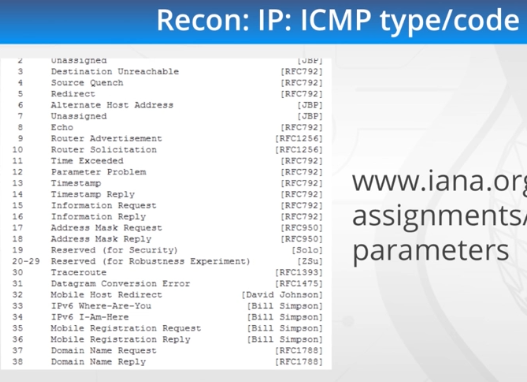 Recon: IP: ICMP type/code
2 Unassigned [JBP]
3 Destination Unreachable [RFC792]
4 Source Quench [RFC792]
5 Redirect [RFC792]
6 Alternate Host Address [JBP]
7 Unassigned [JBP]
8 Echo [RFC792]
9 Router Advertisement [RFC1256]
10 Router Solicitation [RFC1256]
11 Time Exceeded [RFC792]
12 Parameter Problem [RFC792]
13 Timestamp [RFC792]
14 Timestamp Reply [RFC792]
15 Information Request [RFC792]
16 Information Reply [RFC792]
17 Address Mask Request [RFC950]
18 Address Mask Reply [RFC950]
19 Reserved (for Security) [Solo]
20-29 Reserved (for Robustness Experiment) [ZSu]
30 Traceroute [RFC1393]
31 Datagram Conversion Error [RFC1475]
32 Mobile Host Redirect [David Johnson]
33 IPv6 Where-Are-You [Bill Simpson]
34 IPv6 I-Am-Here [Bill Simpson]
35 Mobile Registration Request [Bill Simpson]
36 Mobile Registration Reply [Bill Simpson]
37 Domain Name Request [RFC1788]
38 Domain Name Reply [RFC1788]
www.iana.org
assignments/
parameters